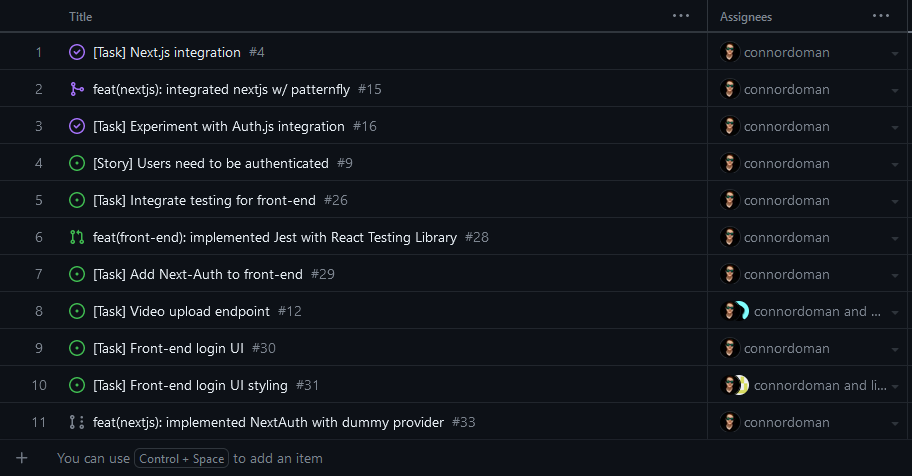 Title ... Assignees ...
1 [Task] Next.js integration #4 connordoman
2 feat(nextjs): integrated nextjs w/ patternfly #15 connordoman
3 [Task] Experiment with Auth.js integration #16 connordoman
4 [Story] Users need to be authenticated #9 connordoman
5 [Task] Integrate testing for front-end #26 connordoman
6 feat(front-end): implemented Jest with React Testing Library #28 connordoman
7 [Task] Add Next-Auth to front-end #29 connordoman
8 [Task] Video upload endpoint #12 connordoman and ...
9 [Task] Front-end login UI #30 connordoman
10 [Task] Front-end login UI styling #31 connordoman and li...
11 feat(nextjs): implemented NextAuth with dummy provider #33 connordoman
+ You can use Control + Space to add an item